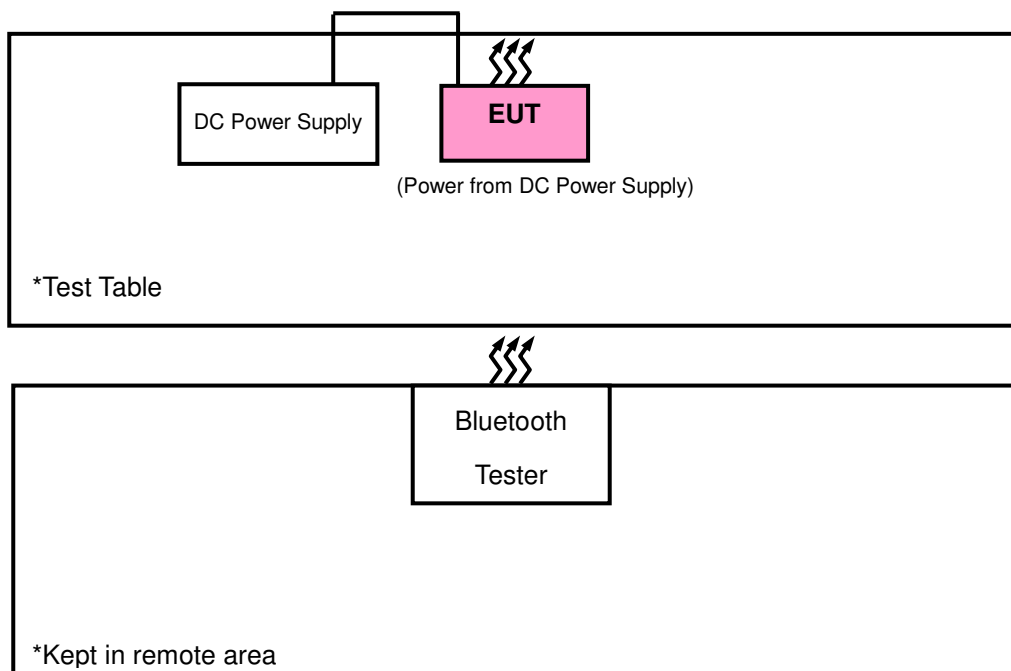 DC Power Supply
EUT
(Power from DC Power Supply)
*Test Table
Bluetooth
Tester
*Kept in remote area